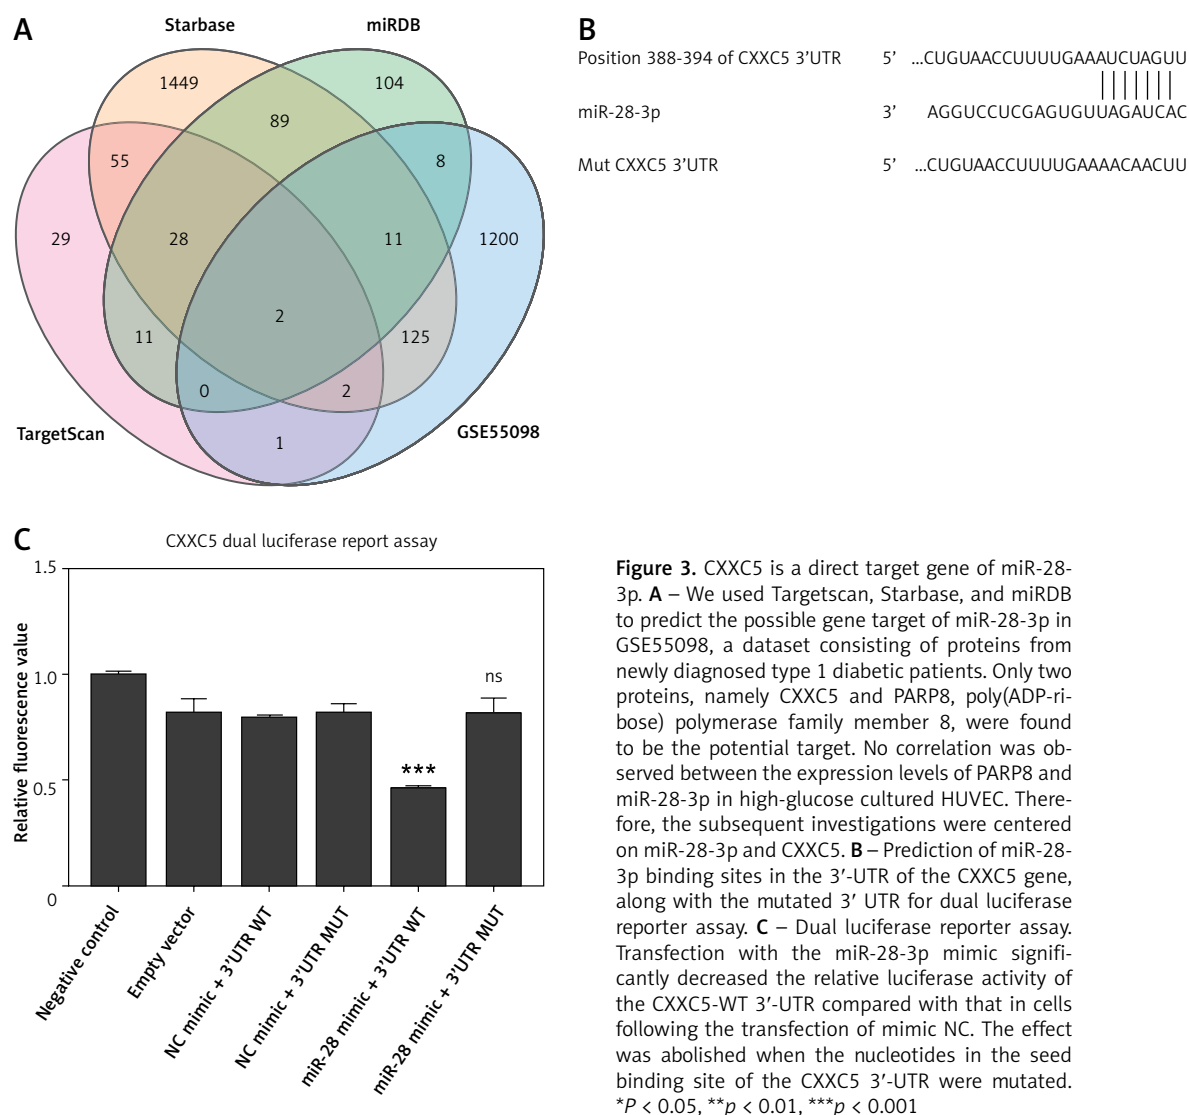 A
Starbase
miRDB
1449
104
89
55
8
29
28
11
1200
2
11
125
0
2
TargetScan
GSE55098
1
B
Position 388-394 of CXXC5 3’UTR 5’ ...CUGUAACCUUUUGAAAUCUAGUU
miR-28-3p 3’ AGGUCCUCGAGUGUUAGAUCAC
Mut CXXC5 3’UTR 5’ ...CUGUAACCUUUUGAAAACAACUU
C
CXXC5 dual luciferase report assay
Relative fluorescence value
1.5
1.0
0.5
0
***
ns
Negative control
Empty vector
NC mimic + 3’UTR WT
NC mimic + 3’UTR MUT
miR-28 mimic + 3’UTR WT
miR-28 mimic + 3’UTR MUT
Figure 3. CXXC5 is a direct target gene of miR-28-
3p. A – We used Targetscan, Starbase, and miRDB
to predict the possible gene target of miR-28-3p in
GSE55098, a dataset consisting of proteins from
newly diagnosed type 1 diabetic patients. Only two
proteins, namely CXXC5 and PARP8, poly(ADP-ri-
bose) polymerase family member 8, were found
to be the potential target. No correlation was ob-
served between the expression levels of PARP8 and
miR-28-3p in high-glucose cultured HUVEC. There-
fore, the subsequent investigations were centered
on miR-28-3p and CXXC5. B – Prediction of miR-28-
3p binding sites in the 3′-UTR of the CXXC5 gene,
along with the mutated 3′ UTR for dual luciferase
reporter assay. C – Dual luciferase reporter assay.
Transfection with the miR-28-3p mimic signifi-
cantly decreased the relative luciferase activity of
the CXXC5-WT 3′-UTR compared with that in cells
following the transfection of mimic NC. The effect
was abolished when the nucleotides in the seed
binding site of the CXXC5 3′-UTR were mutated.
*P < 0.05, **p < 0.01, ***p < 0.001